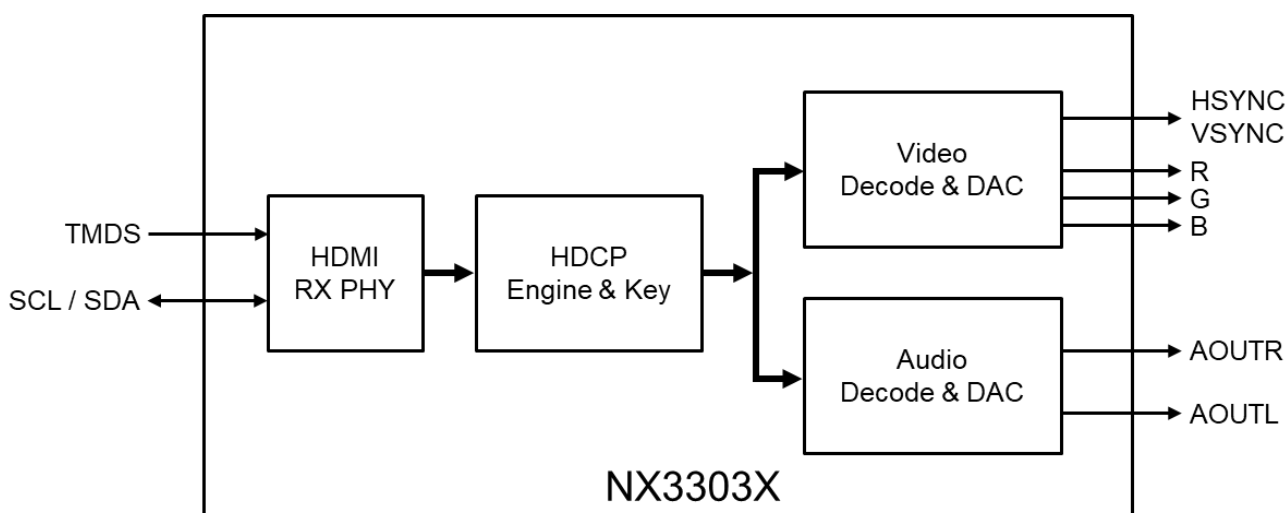 TMDS
SCL / SDA
HDMI
RX PHY
HDCP
Engine & Key
Video
Decode & DAC
Audio
Decode & DAC
HSYNC
VSYNC
R
G
B
AOUTR
AOUTL
NX3303X